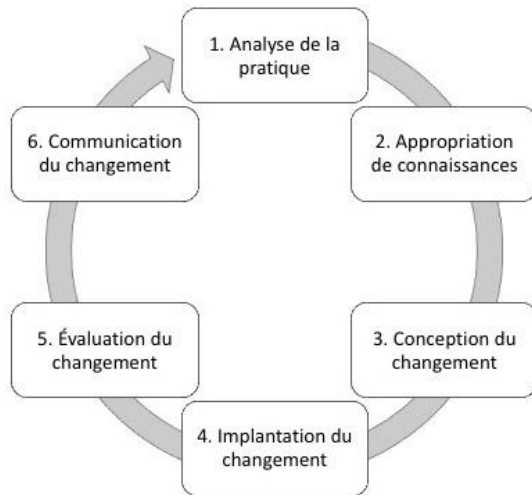 1. Analyse de la
pratique
2. Appropriation
de connaissances
3. Conception du
changement
4. Implantation du
changement
5. Évaluation du
changement
6. Communication
du changement